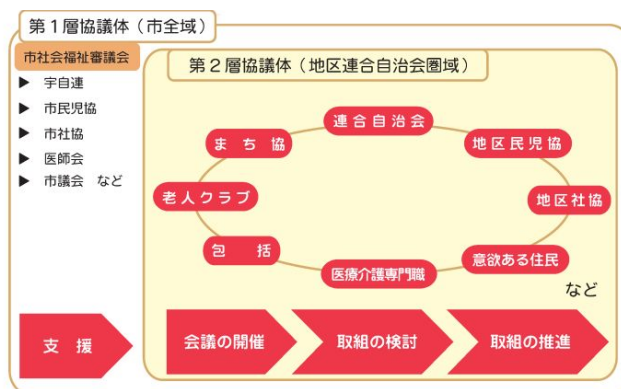 第1層協議体(市全域)
市社会福祉審議会
▶ 宇自連
▶ 市民児協
▶ 市社協
▶ 医師会
▶ 市議会 など
第2層協議体(地区連合自治会圏域)
連合自治会
まち協
地区民児協
老人クラブ
地区社協
包括
意欲ある住民
医療介護専門職
など
支援
会議の開催
取組の検討
取組の推進